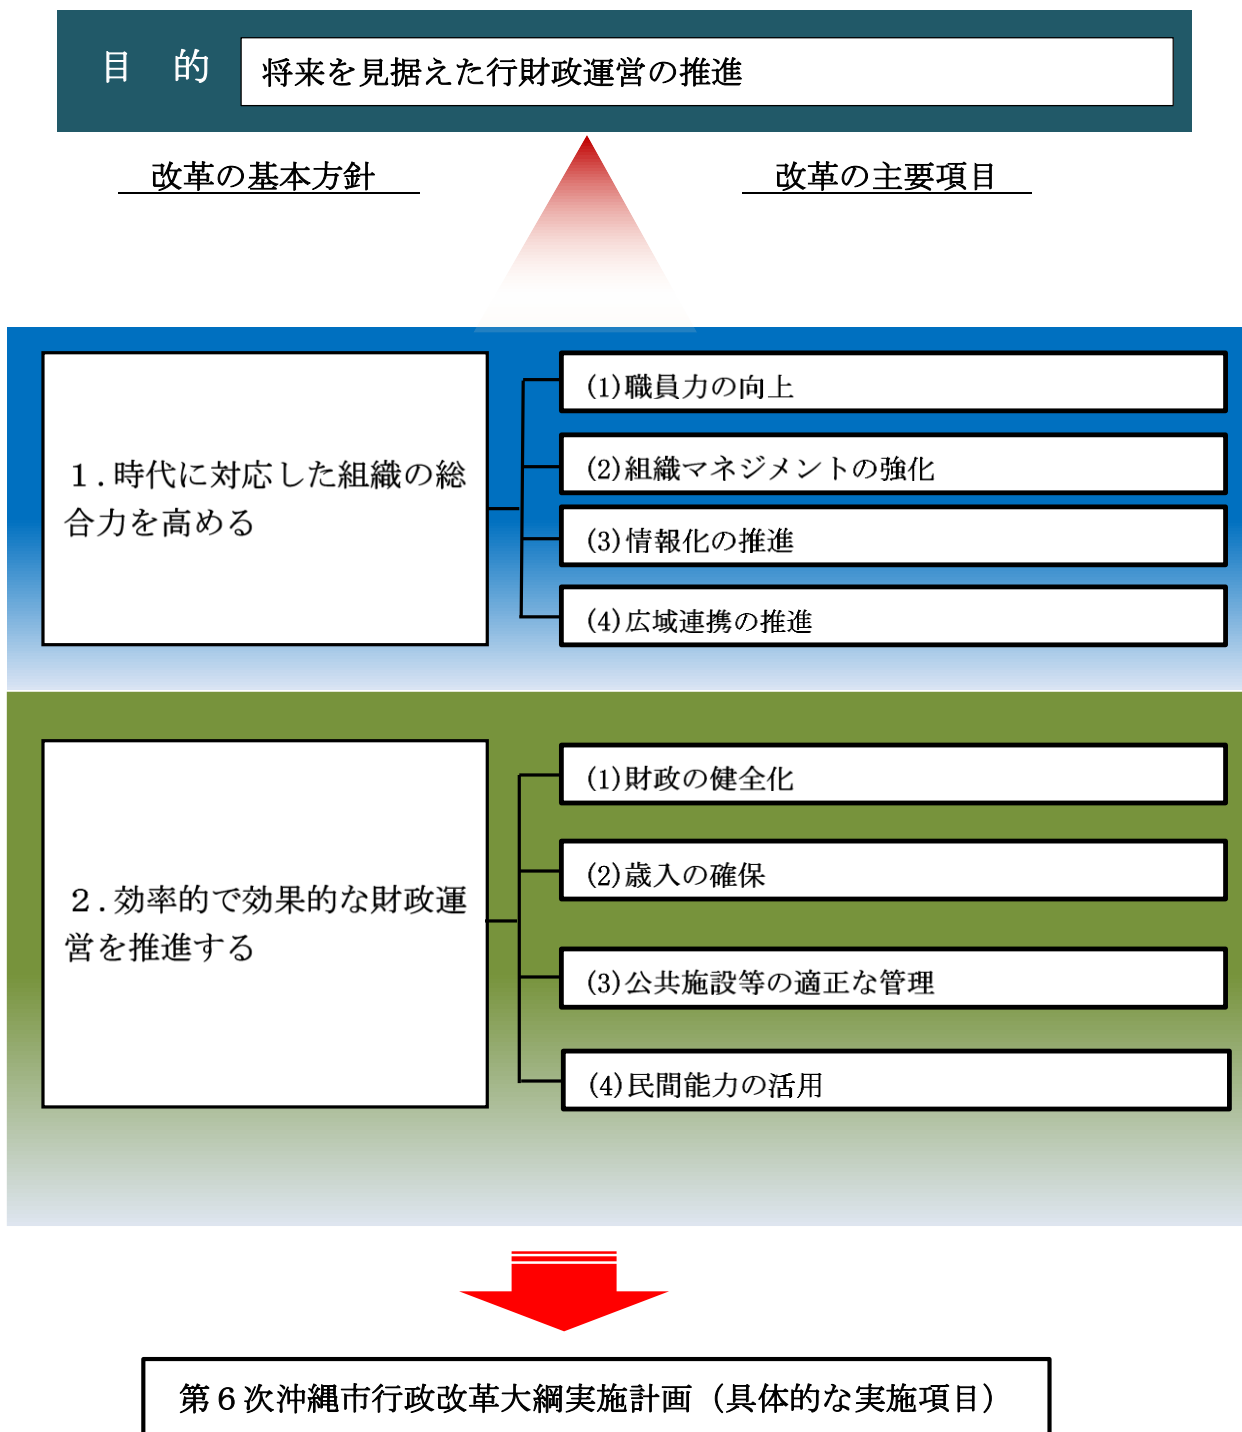 目　的
将来を見据えた行財政運営の推進
改革の基本方針
改革の主要項目
１.時代に対応した組織の総
合力を高める
(1)職員力の向上
(2)組織マネジメントの強化
(3)情報化の推進
(4)広域連携の推進
２.効率的で効果的な財政運
営を推進する
(1)財政の健全化
(2)歳入の確保
(3)公共施設等の適正な管理
(4)民間能力の活用
第６次沖縄市行政改革大綱実施計画（具体的な実施項目）